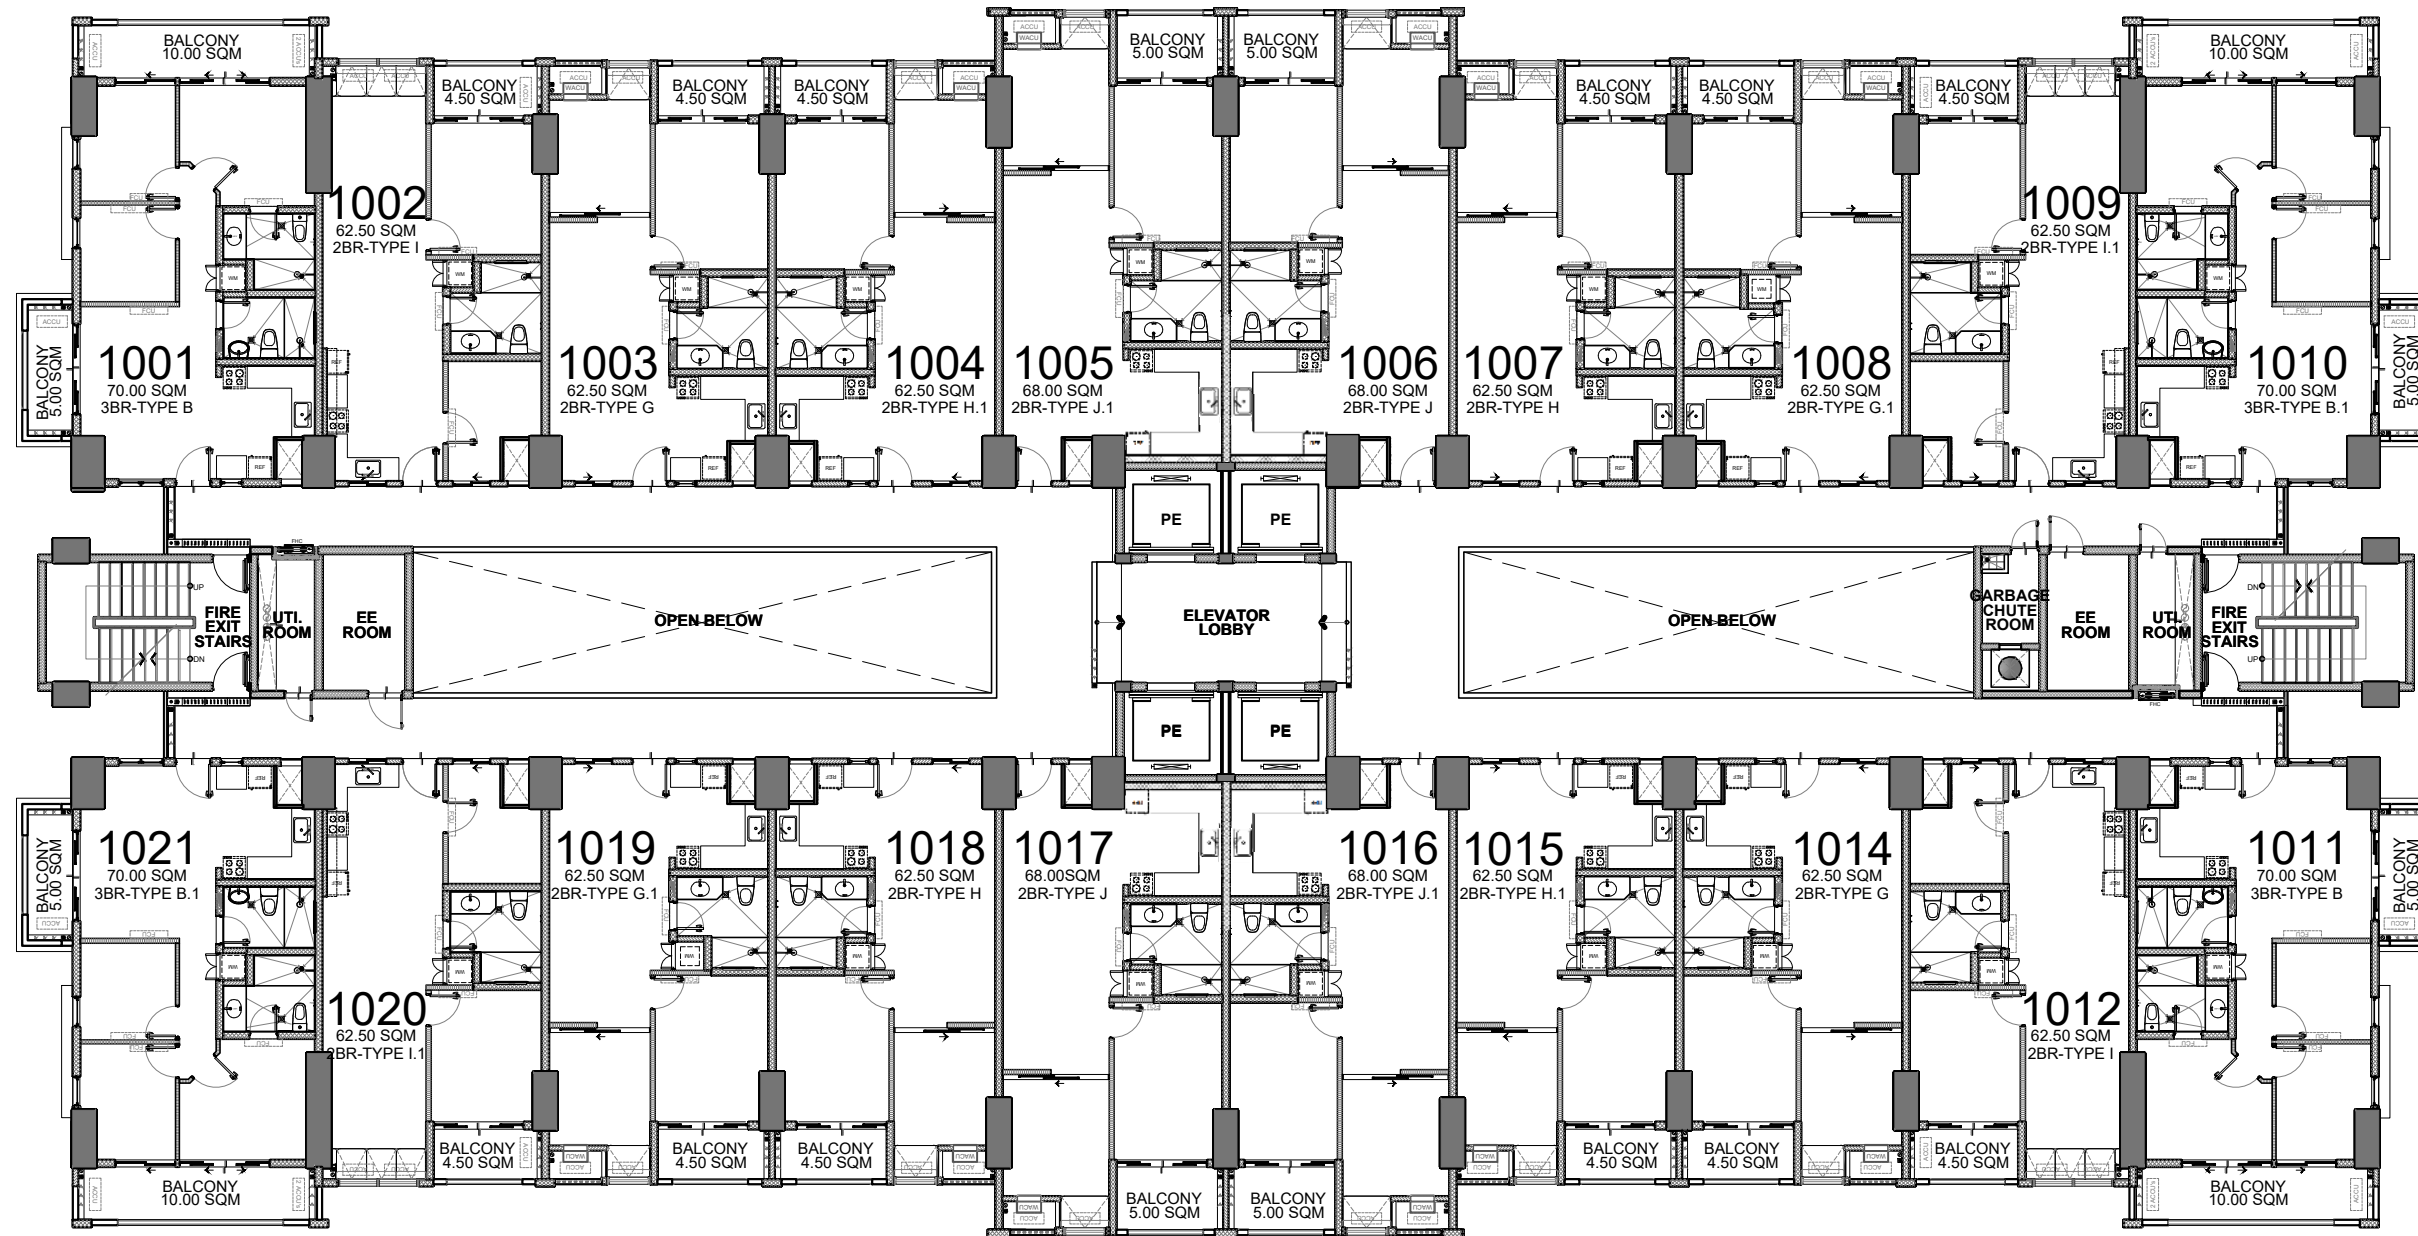 BALCONY
10.00 SQM
BALCONY
4.50 SQM
BALCONY
4.50 SQM
BALCONY
4.50 SQM
BALCONY
5.00 SQM
BALCONY
5.00 SQM
BALCONY
4.50 SQM
BALCONY
4.50 SQM
BALCONY
4.50 SQM
BALCONY
10.00 SQM
1001
70.00 SQM
3BR-TYPE B
1002
62.50 SQM
2BR-TYPE I
1003
62.50 SQM
2BR-TYPE G
1004
62.50 SQM
2BR-TYPE H.1
1005
68.00 SQM
2BR-TYPE J.1
1006
68.00 SQM
2BR-TYPE J
1007
62.50 SQM
2BR-TYPE H
1008
62.50 SQM
2BR-TYPE G.1
1009
62.50 SQM
2BR-TYPE I.1
1010
70.00 SQM
3BR-TYPE B.1
BALCONY
5.00 SQM
BALCONY
5.00 SQM
PE
PE
UP
DN
FIRE
EXIT
STAIRS
UTI.
ROOM
EE
ROOM
OPEN BELOW
ELEVATOR
LOBBY
OPEN BELOW
GARBAGE
CHUTE
ROOM
EE
ROOM
UTI.
ROOM
FIRE
EXIT
STAIRS
DN
UP
FHC
FHC
PE
PE
BALCONY
5.00 SQM
1021
70.00 SQM
3BR-TYPE B.1
1020
62.50 SQM
2BR-TYPE I.1
1019
62.50 SQM
2BR-TYPE G.1
1018
62.50 SQM
2BR-TYPE H
1017
68.00SQM
2BR-TYPE J
1016
68.00 SQM
2BR-TYPE J.1
1015
62.50 SQM
2BR-TYPE H.1
1014
62.50 SQM
2BR-TYPE G
1012
62.50 SQM
2BR-TYPE I
1011
70.00 SQM
3BR-TYPE B
BALCONY
5.00 SQM
BALCONY
10.00 SQM
BALCONY
4.50 SQM
BALCONY
4.50 SQM
BALCONY
4.50 SQM
BALCONY
5.00 SQM
BALCONY
5.00 SQM
BALCONY
4.50 SQM
BALCONY
4.50 SQM
BALCONY
4.50 SQM
BALCONY
10.00 SQM